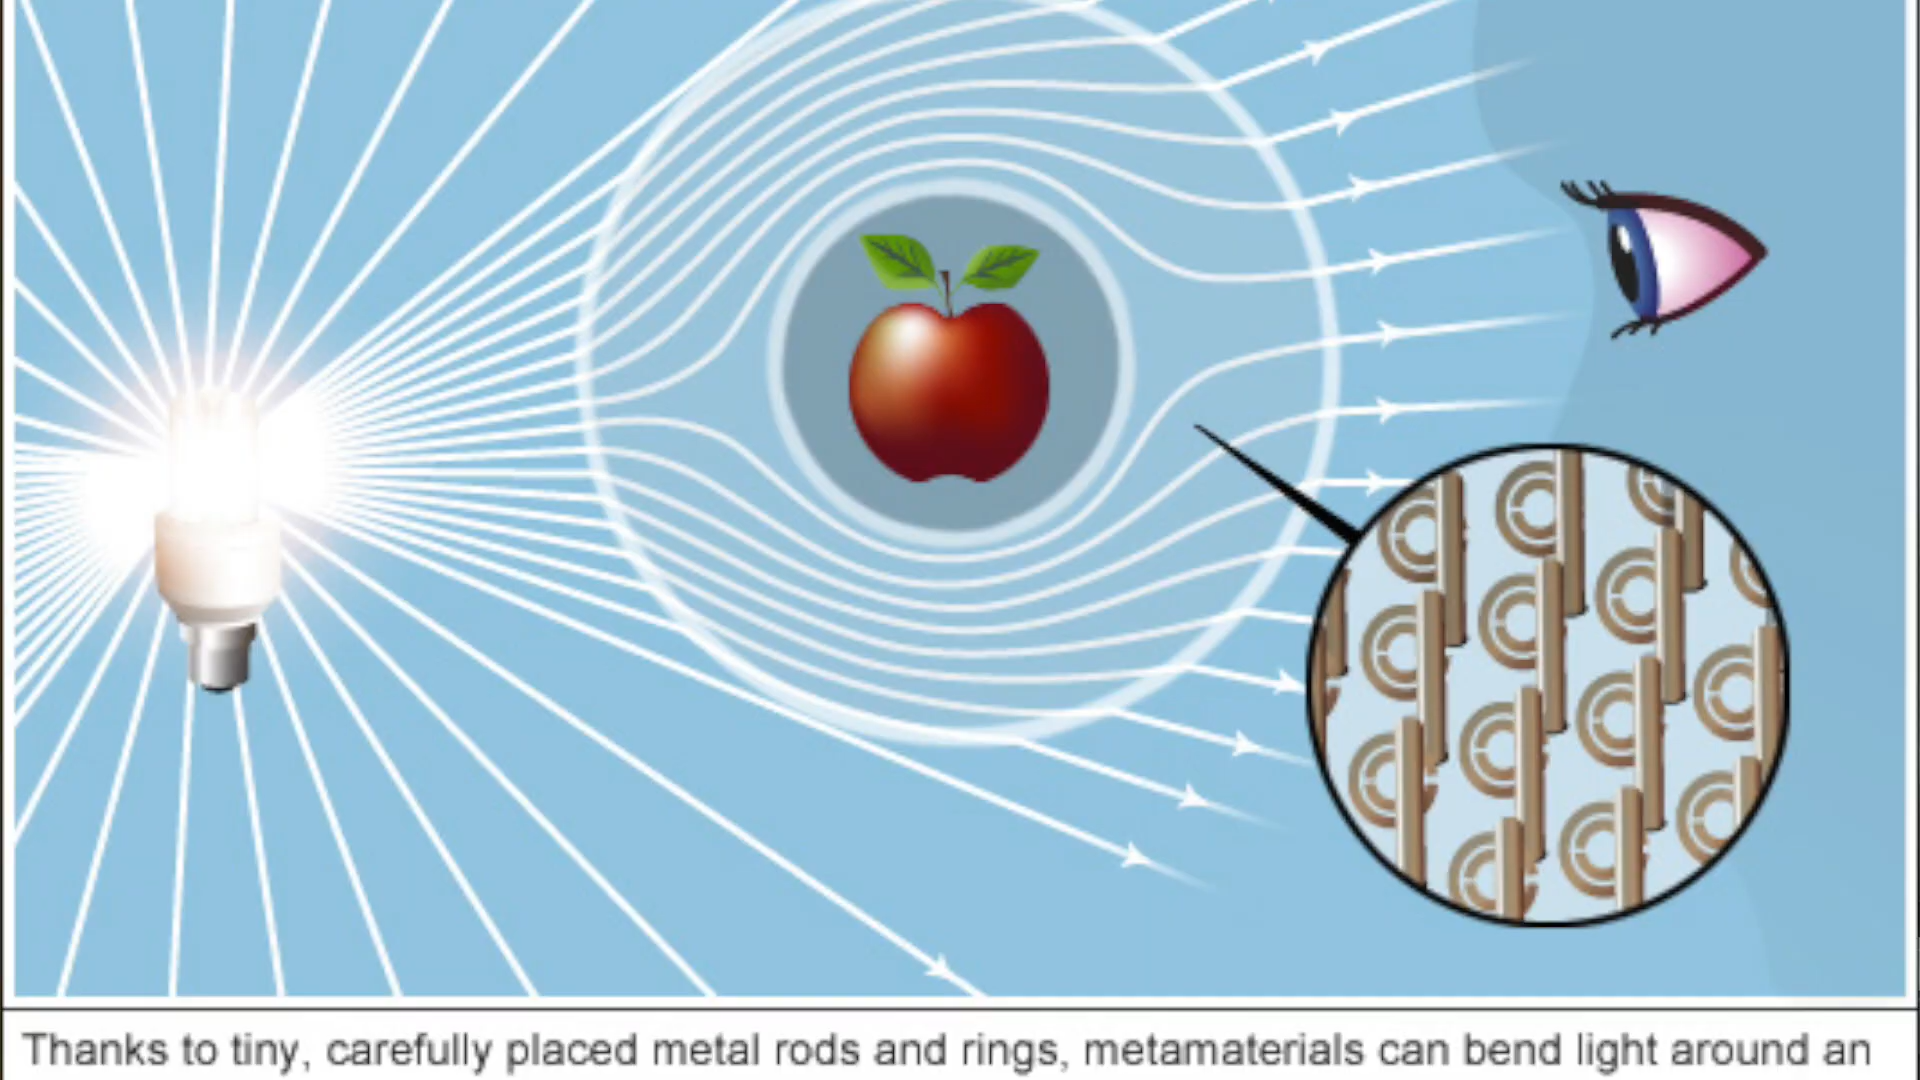 Thanks to tiny, carefully placed metal rods and rings, metamaterials can bend light around an